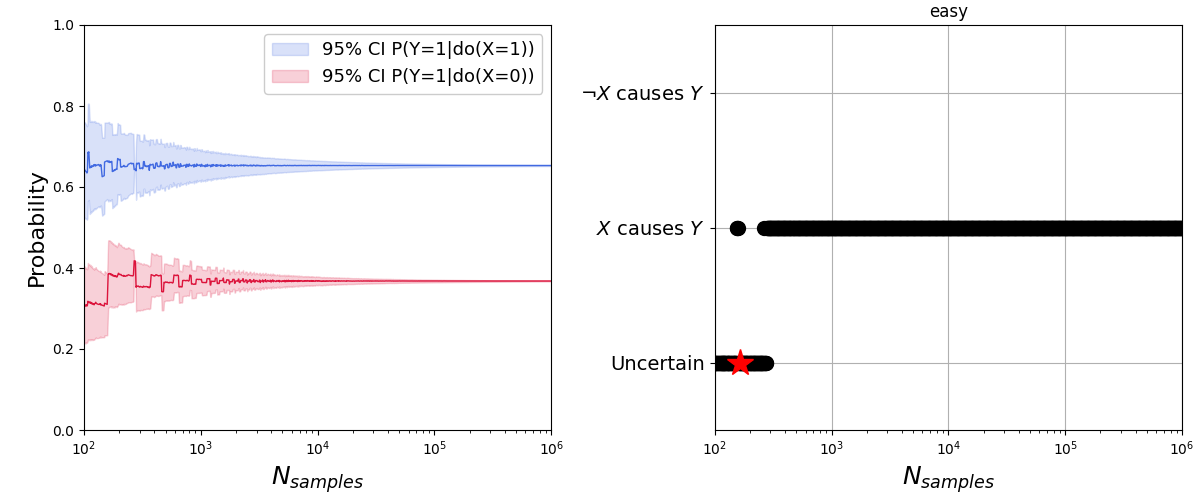 1.0
0.8
0.6
0.4
0.2
0.0
Probability
95% CI P(Y=1|do(X=1))
95% CI P(Y=1|do(X=0))
10²
10³
10⁴
10⁵
10⁶
N_samples
easy
¬X causes Y
X causes Y
Uncertain
10²
10³
10⁴
10⁵
10⁶
N_samples